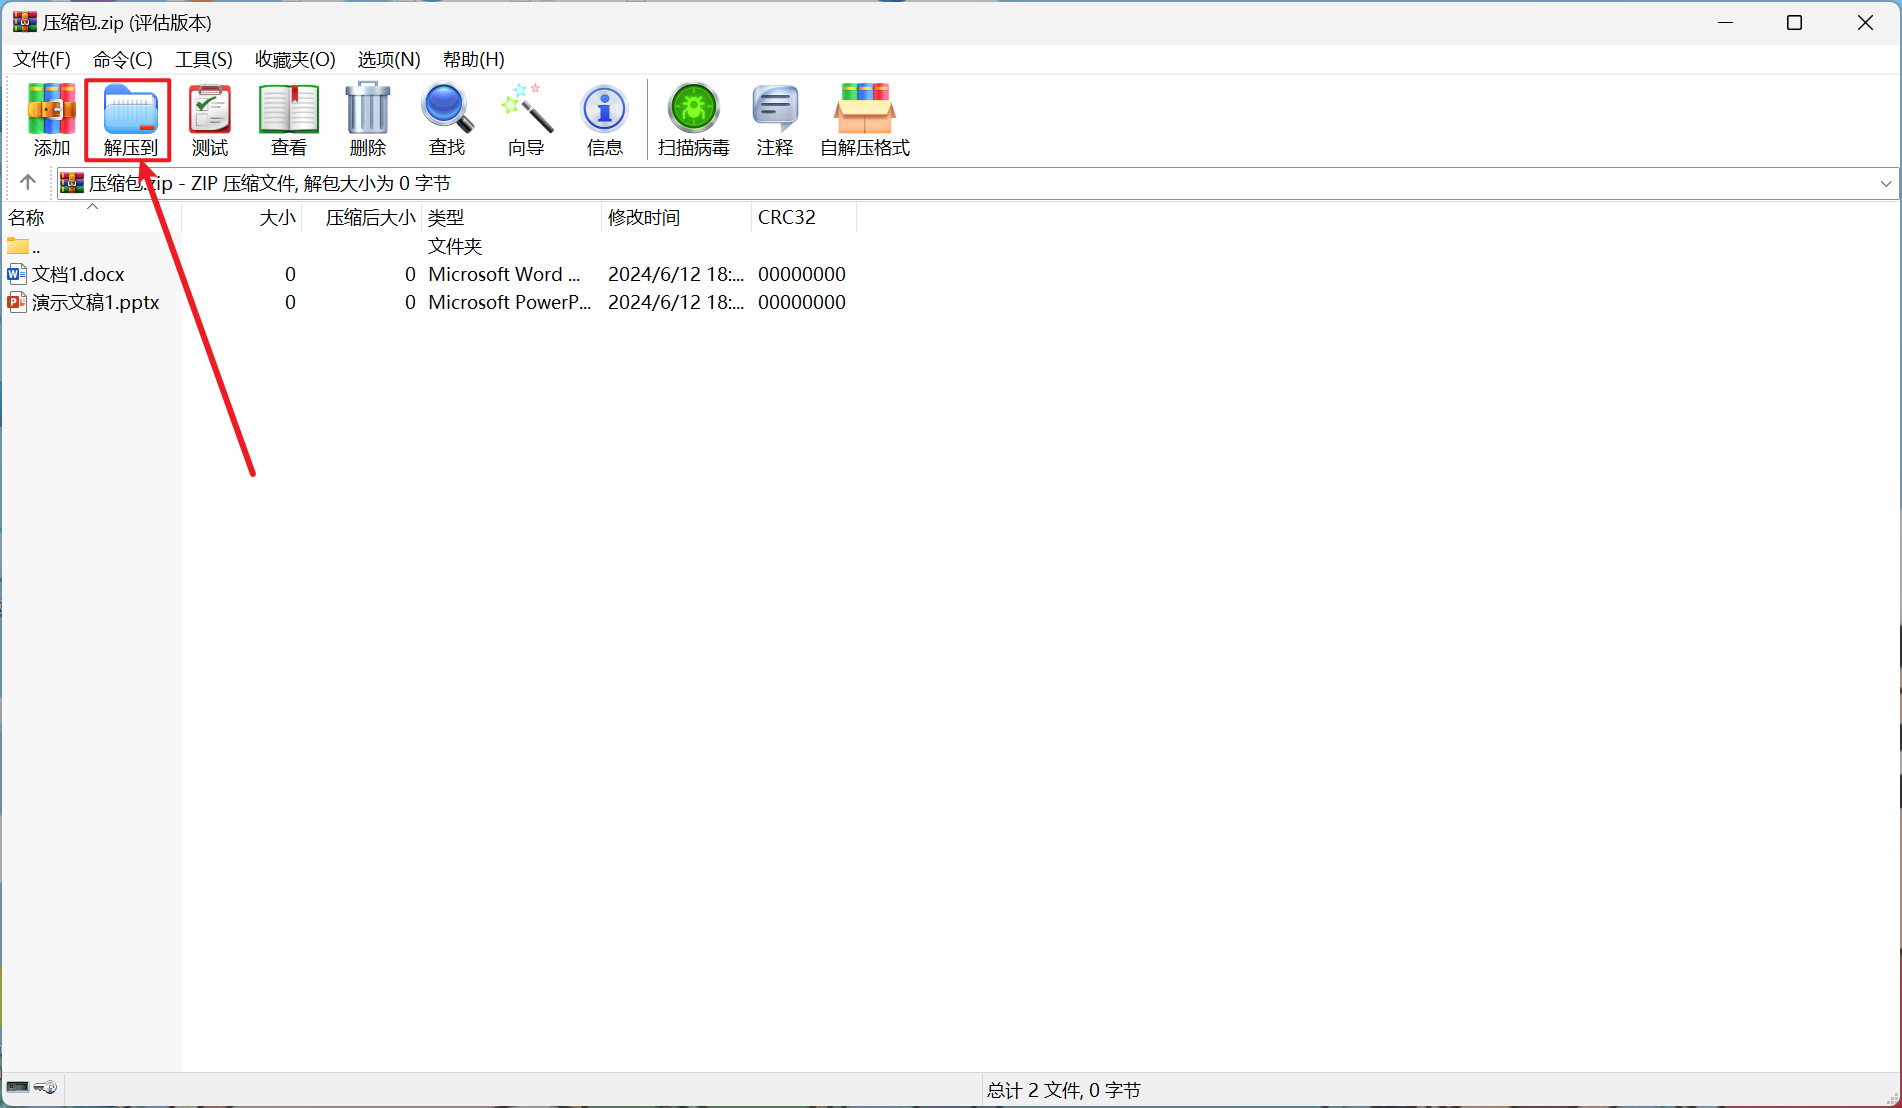 压缩包.zip (评估版本)
文件(F) 命令(C) 工具(S) 收藏夹(O) 选项(N) 帮助(H)
添加 解压到 测试 查看 删除 查找 向导 信息 扫描病毒 注释 自解压格式
压缩包.zip - ZIP 压缩文件, 解包大小为 0 字节
名称 大小 压缩后大小 类型 修改时间 CRC32
.. 文件夹
文档1.docx 0 0 Microsoft Word ... 2024/6/12 18:... 00000000
演示文稿1.pptx 0 0 Microsoft PowerP... 2024/6/12 18:... 00000000
总计 2 文件, 0 字节